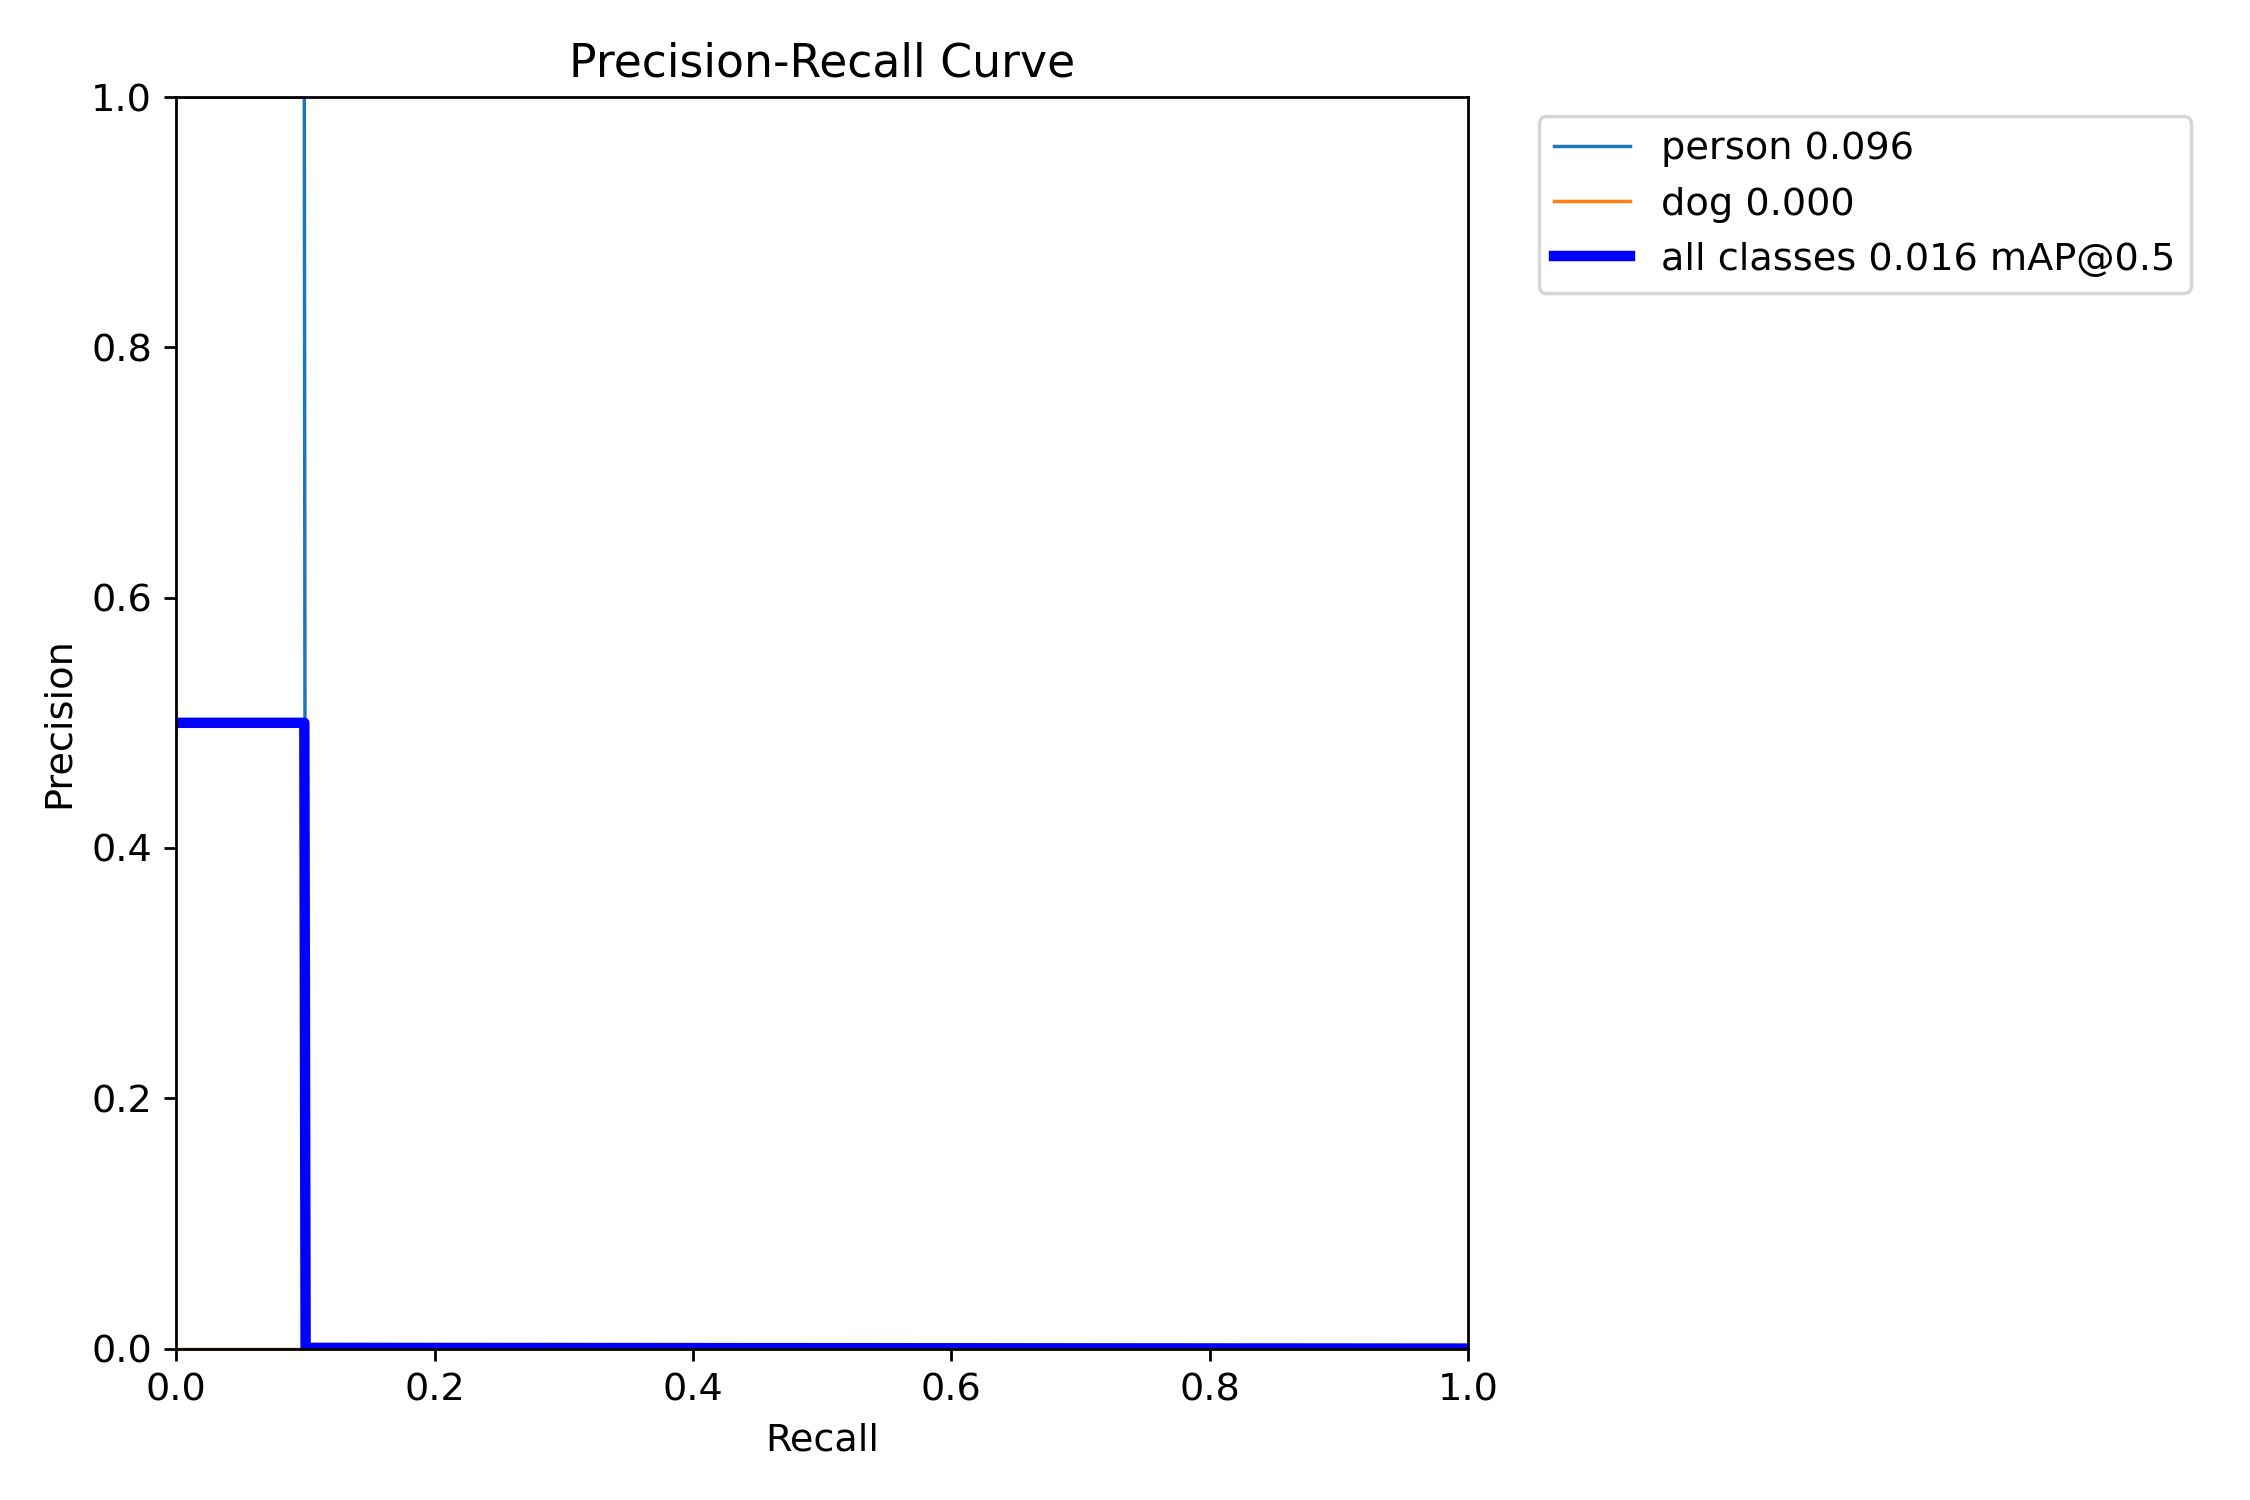 Precision-Recall Curve
1.0
0.8
0.6
0.4
0.2
0.0
Precision
0.0 0.2 0.4 0.6 0.8 1.0
Recall
person 0.096
dog 0.000
all classes 0.016 mAP@0.5